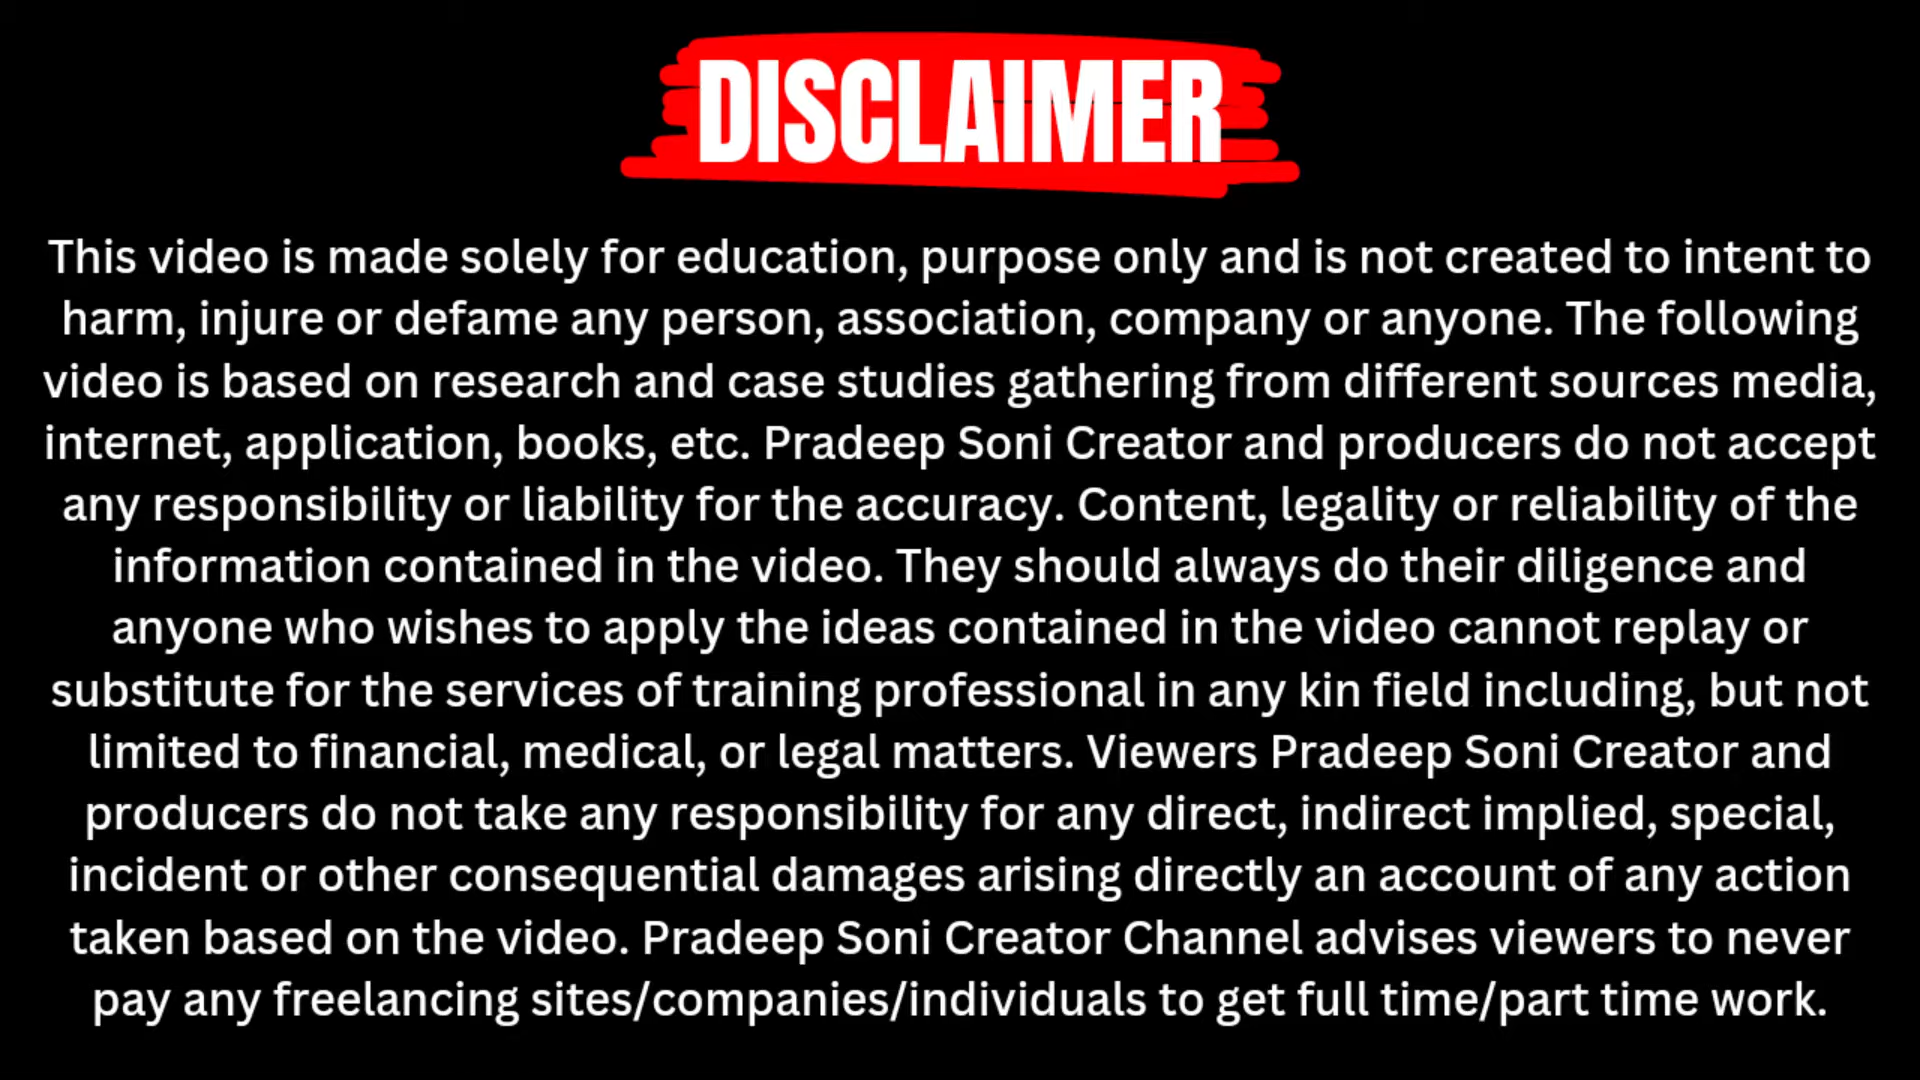 DISCLAIMER
This video is made solely for education, purpose only and is not created to intent to
harm, injure or defame any person, association, company or anyone. The following
video is based on research and case studies gathering from different sources media,
internet, application, books, etc. Pradeep Soni Creator and producers do not accept
any responsibility or liability for the accuracy. Content, legality or reliability of the
information contained in the video. They should always do their diligence and
anyone who wishes to apply the ideas contained in the video cannot replay or
substitute for the services of training professional in any kin field including, but not
limited to financial, medical, or legal matters. Viewers Pradeep Soni Creator and
producers do not take any responsibility for any direct, indirect implied, special,
incident or other consequential damages arising directly an account of any action
taken based on the video. Pradeep Soni Creator Channel advises viewers to never
pay any freelancing sites/companies/individuals to get full time/part time work.